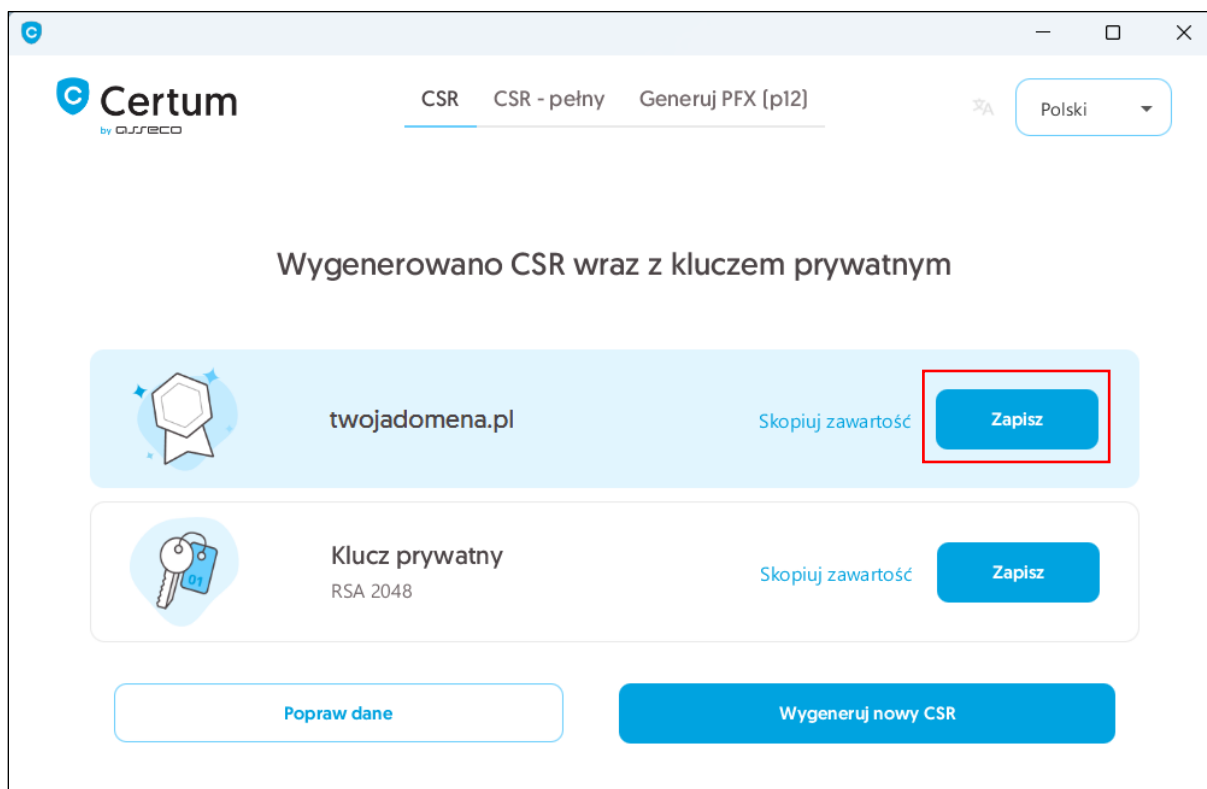 Certum
by asseco
CSR CSR - pełny Generuj PFX (p12)
Polski
Wygenerowano CSR wraz z kluczem prywatnym
twojadomena.pl
Skopiuj zawartość
Zapisz
01
Klucz prywatny
RSA 2048
Skopiuj zawartość
Zapisz
Popraw dane
Wygeneruj nowy CSR